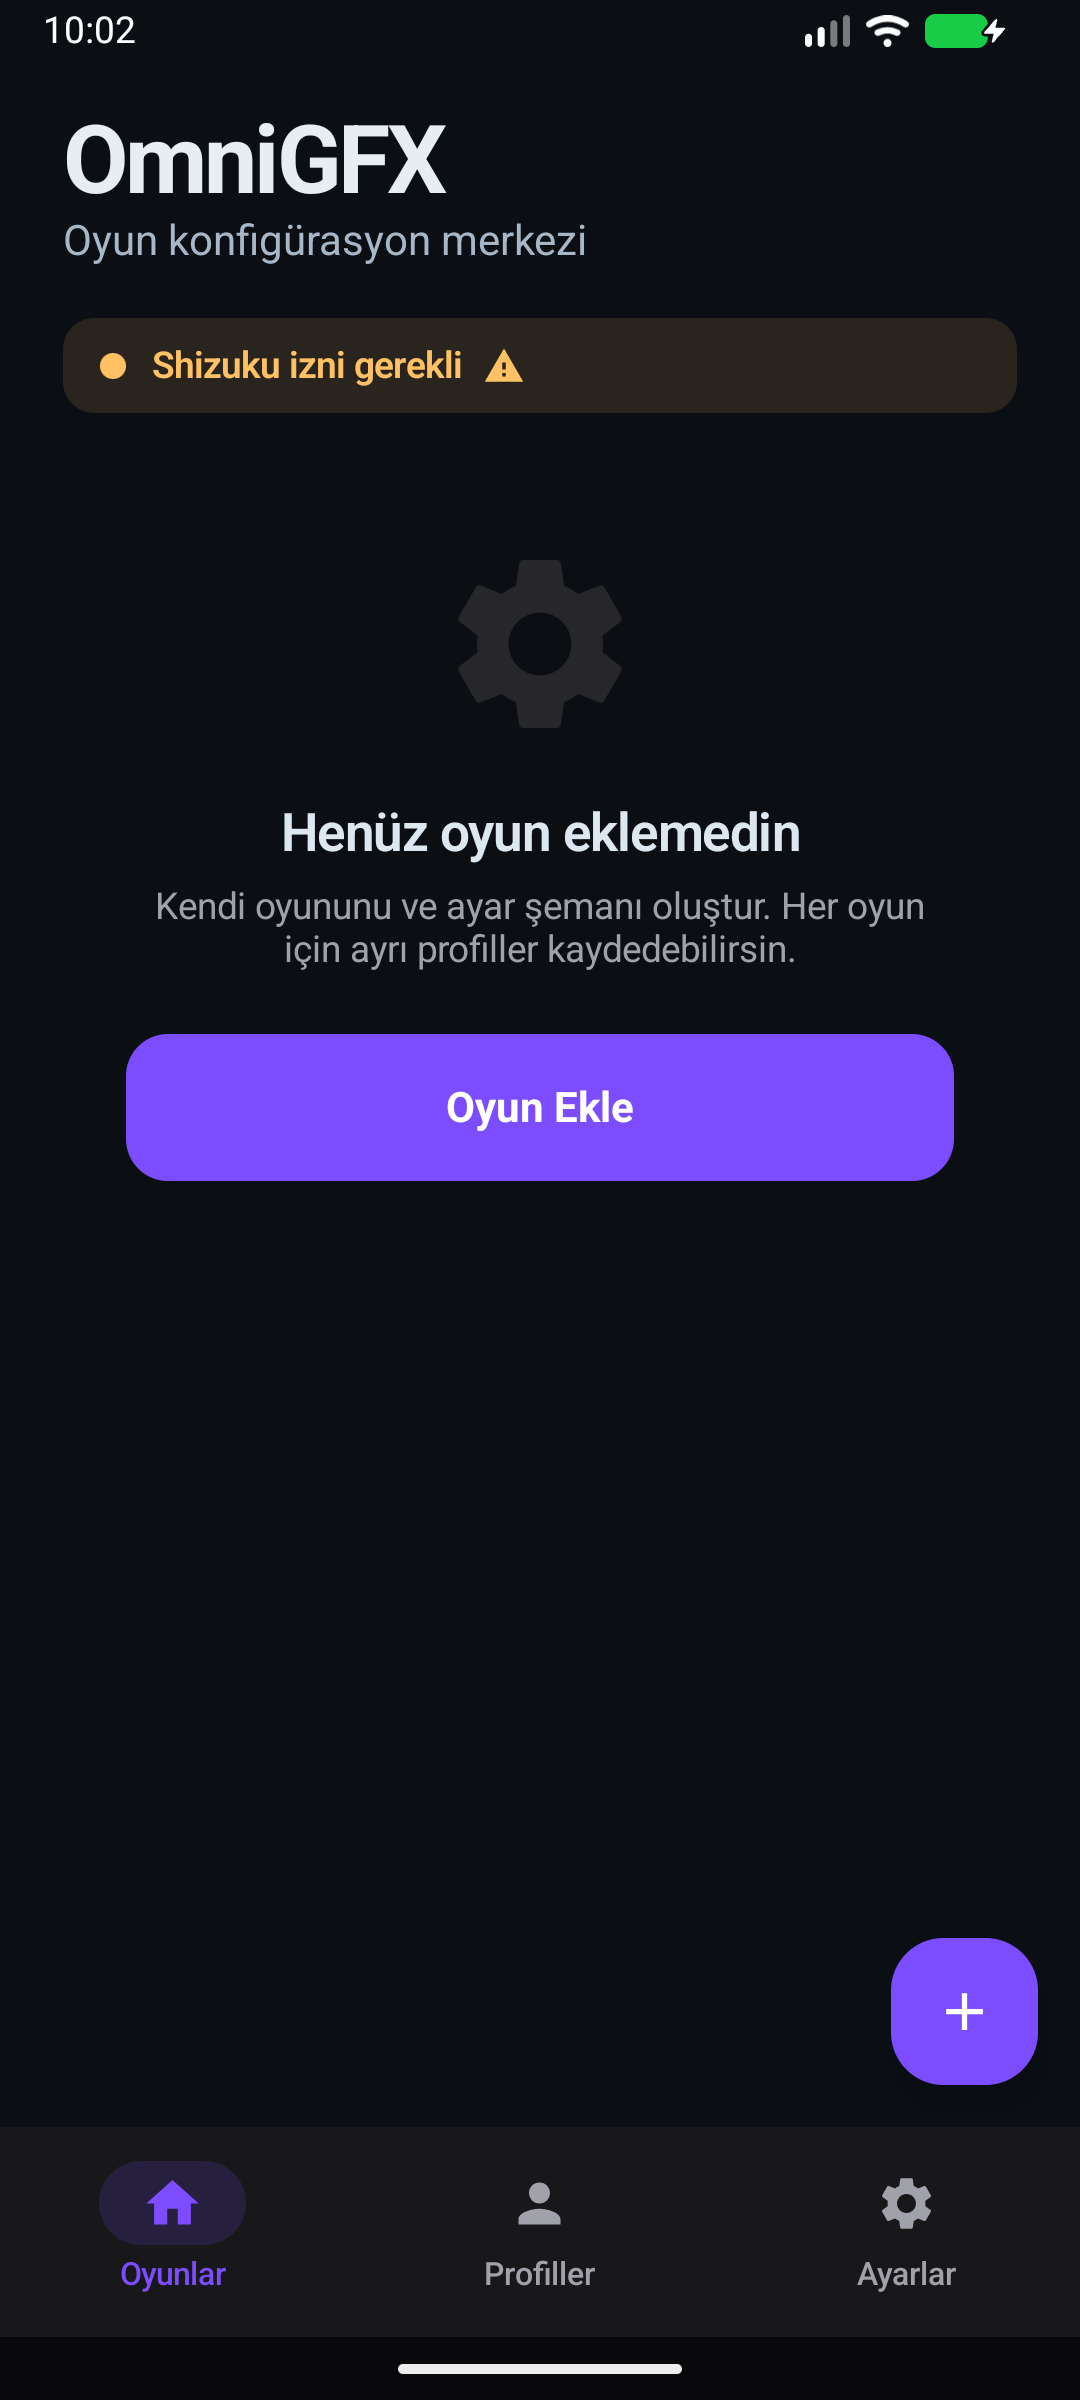 10:02
OmniGFX
Oyun konfigürasyon merkezi
Shizuku izni gerekli
Henüz oyun eklemedin
Kendi oyununu ve ayar şemanı oluştur. Her oyun
için ayrı profiller kaydedebilirsin.
Oyun Ekle
Oyunlar
Profiller
Ayarlar